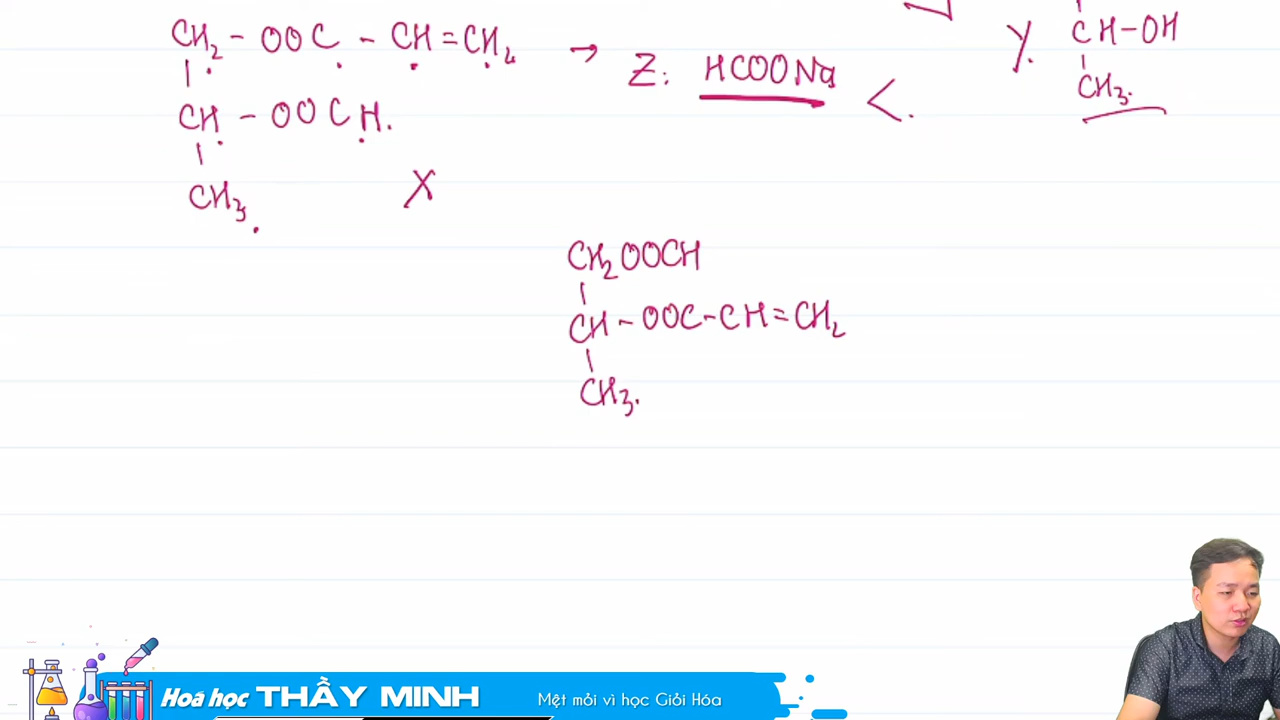 CH₂ – OOC – CH = CH₂ →
CH – OOCH.
CH₃.
X
Z: HCOONa <.
Y. CH – OH
CH₃.
CH₂OOCH
CH – OOC – CH = CH₂
CH₃.
Hoá học THẦY MINH
Mệt mỏi vì học Giỏi Hóa